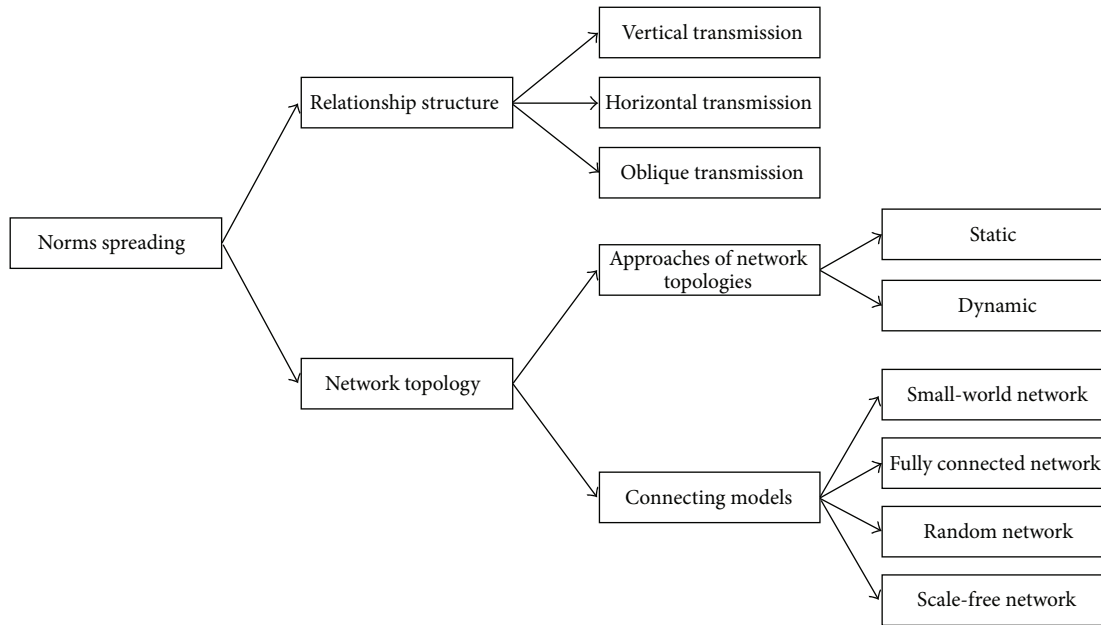 Norms spreading
Relationship structure
Vertical transmission
Horizontal transmission
Oblique transmission
Network topology
Approaches of network
topologies
Static
Dynamic
Connecting models
Small-world network
Fully connected network
Random network
Scale-free network